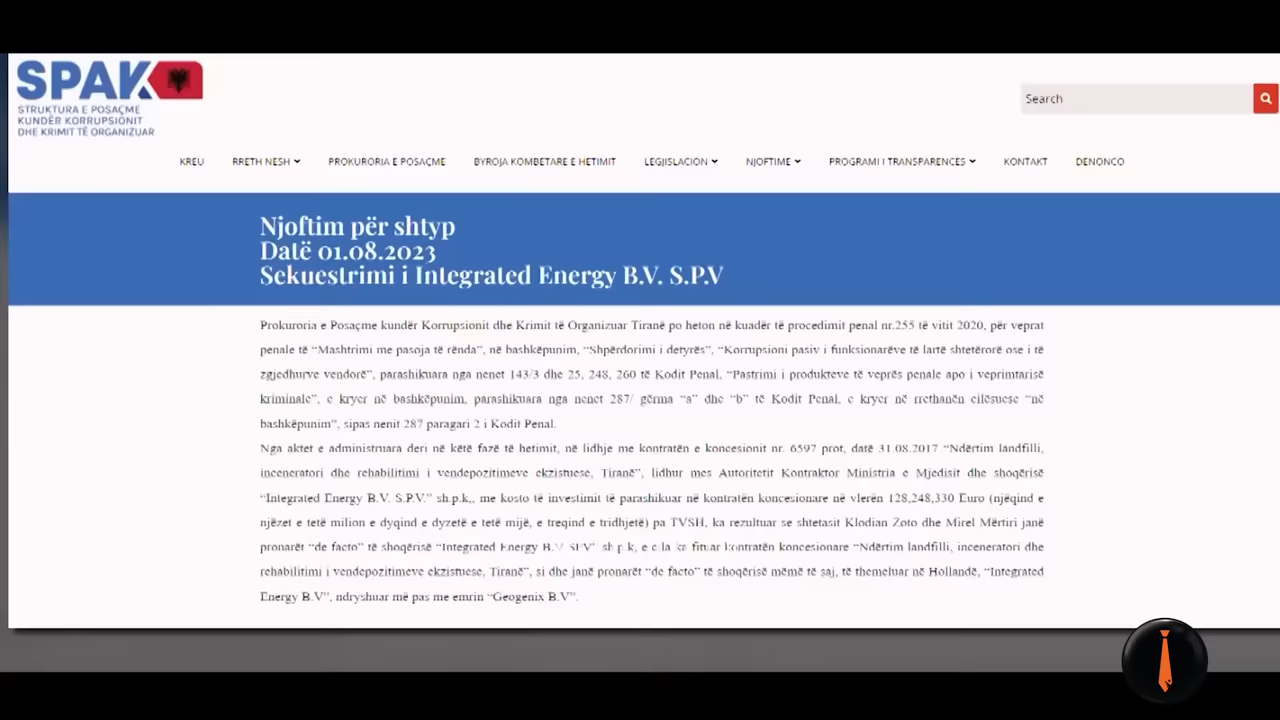 SPAK
STRUKTURA E POSAÇME
KUNDËR KORRUPSIONIT
DHE KRIMIT TË ORGANIZUAR
Search
KREU RRETH NESH PROKURORIA E POSAÇME BYROJA KOMBETARE E HETIMIT LEGJISLACION NJOFTIME PROGRAMI I TRANSPARENCES KONTAKT DENONCO
Njoftim për shtyp
Datë 01.08.2023
Sekuestrimi i Integrated Energy B.V. S.P.V
Prokuroria e Posaçme kundër Korrupsionit dhe Krimit të Organizuar Tiranë po heton në kuadër të procedimit penal nr.255 të vitit 2020, për veprat
penale të “Mashtrimi me pasoja të rënda”, në bashkëpunim, “Shpërdorimi i detyrës”, “Korrupsioni pasiv i funksionarëve të lartë shtetërorë ose i të
zgjedhurve vendorë”, parashikuara nga nenet 143/3 dhe 25, 248, 260 të Kodit Penal, “Pastrimi i produkteve të veprës penale apo i veprimtarisë
kriminale”, e kryer në bashkëpunim, parashikuara nga nenet 287/ gërma “a” dhe “b” të Kodit Penal, e kryer në rrethanën cilësuese “në
bashkëpunim”, sipas nenit 287 paragari 2 i Kodit Penal.
Nga aktet e administruara deri në këtë fazë të hetimit, në lidhje me kontratën e koncesionit nr. 6597 prot, datë 31.08.2017 “Ndërtim landfilli,
inceneratori dhe rehabilitimi i vendepozitimeve ekzistuese, Tiranë”, lidhur mes Autoritetit Kontraktor Ministria e Mjedisit dhe shoqërisë
“Integrated Energy B.V. S.P.V.” sh.p.k,, me kosto të investimit të parashikuar në kontratën koncesionare në vlerën 128,248,330 Euro (njëqind e
njëzet e tetë milion e dyqind e dyzetë e tetë mijë, e treqind e tridhjetë) pa TVSH, ka rezultuar se shtetasit Klodian Zoto dhe Mirel Mërtiri janë
pronarët “de facto” të shoqërisë “Integrated Energy B.V SPV” sh p.k, e cila ka fituar kontratën koncesionare “Ndërtim landfilli, inceneratori dhe
rehabilitimi i vendepozitimeve ekzistuese, Tiranë”, si dhe janë pronarët “de facto” të shoqërisë mëmë të saj, të themeluar në Hollandë, “Integrated
Energy B.V”, ndryshuar më pas me emrin “Geogenix B.V”.